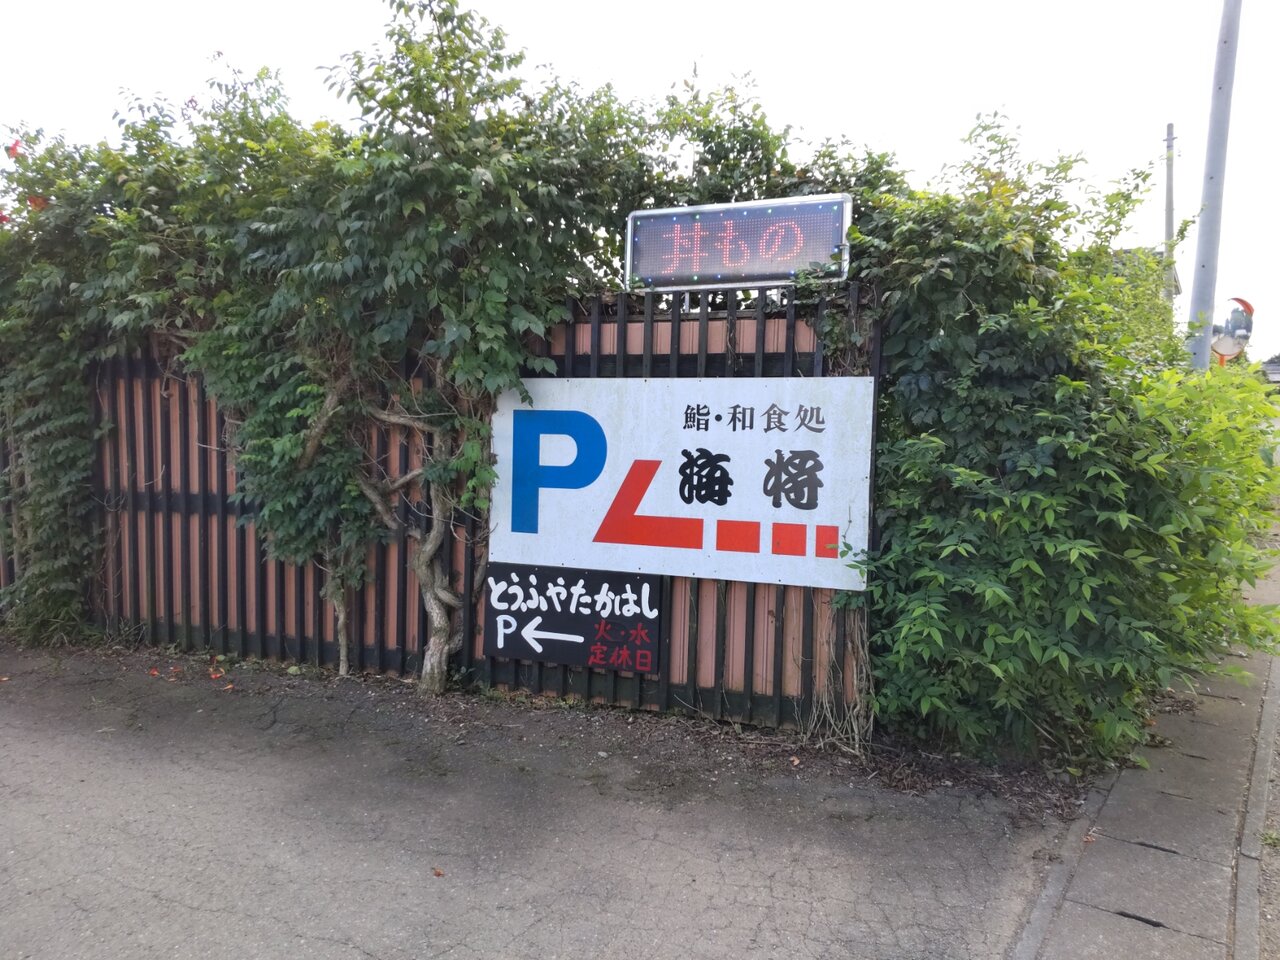 丼もの
P
鮨・和食処
海将
とうふやたかはし
P←
火・水
定休日